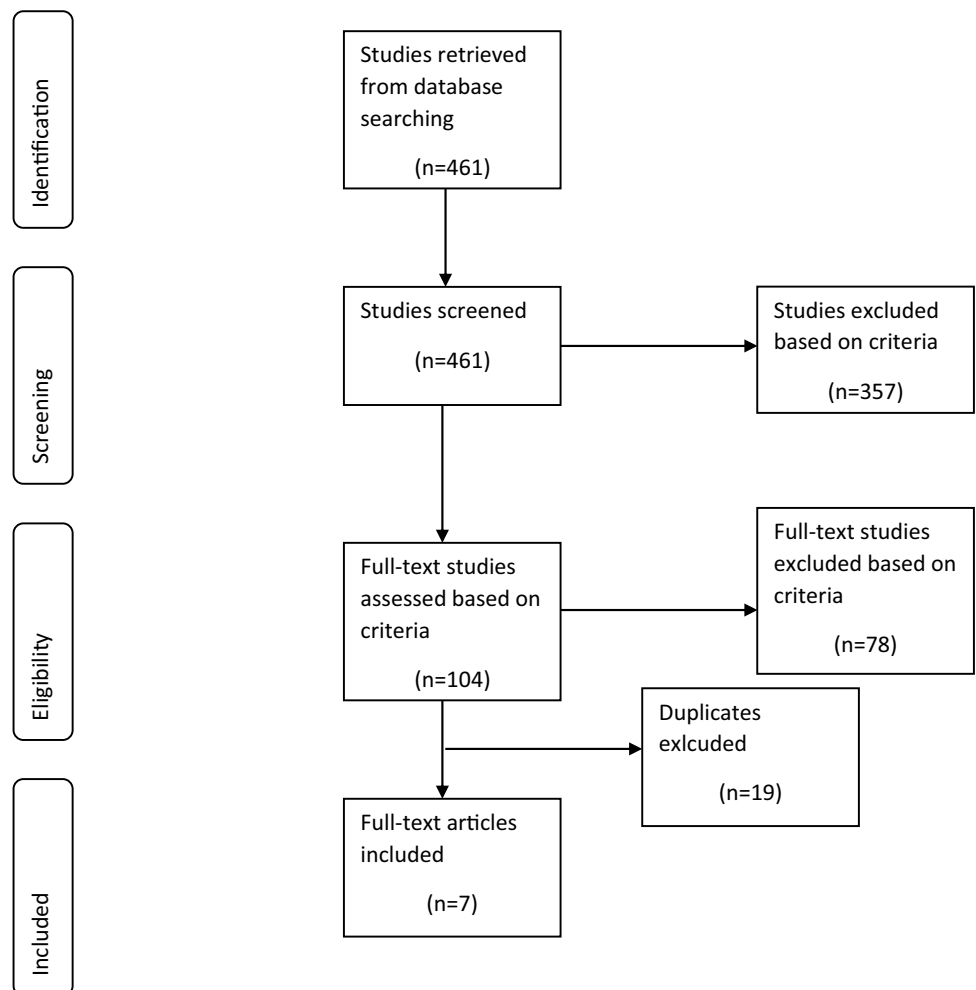 Identification
Studies retrieved
from database
searching
(n=461)
Screening
Studies screened
(n=461)
Studies excluded
based on criteria
(n=357)
Eligibility
Full-text studies
assessed based on
criteria
(n=104)
Full-text studies
excluded based on
criteria
(n=78)
Duplicates
exlcuded
(n=19)
Included
Full-text articles
included
(n=7)